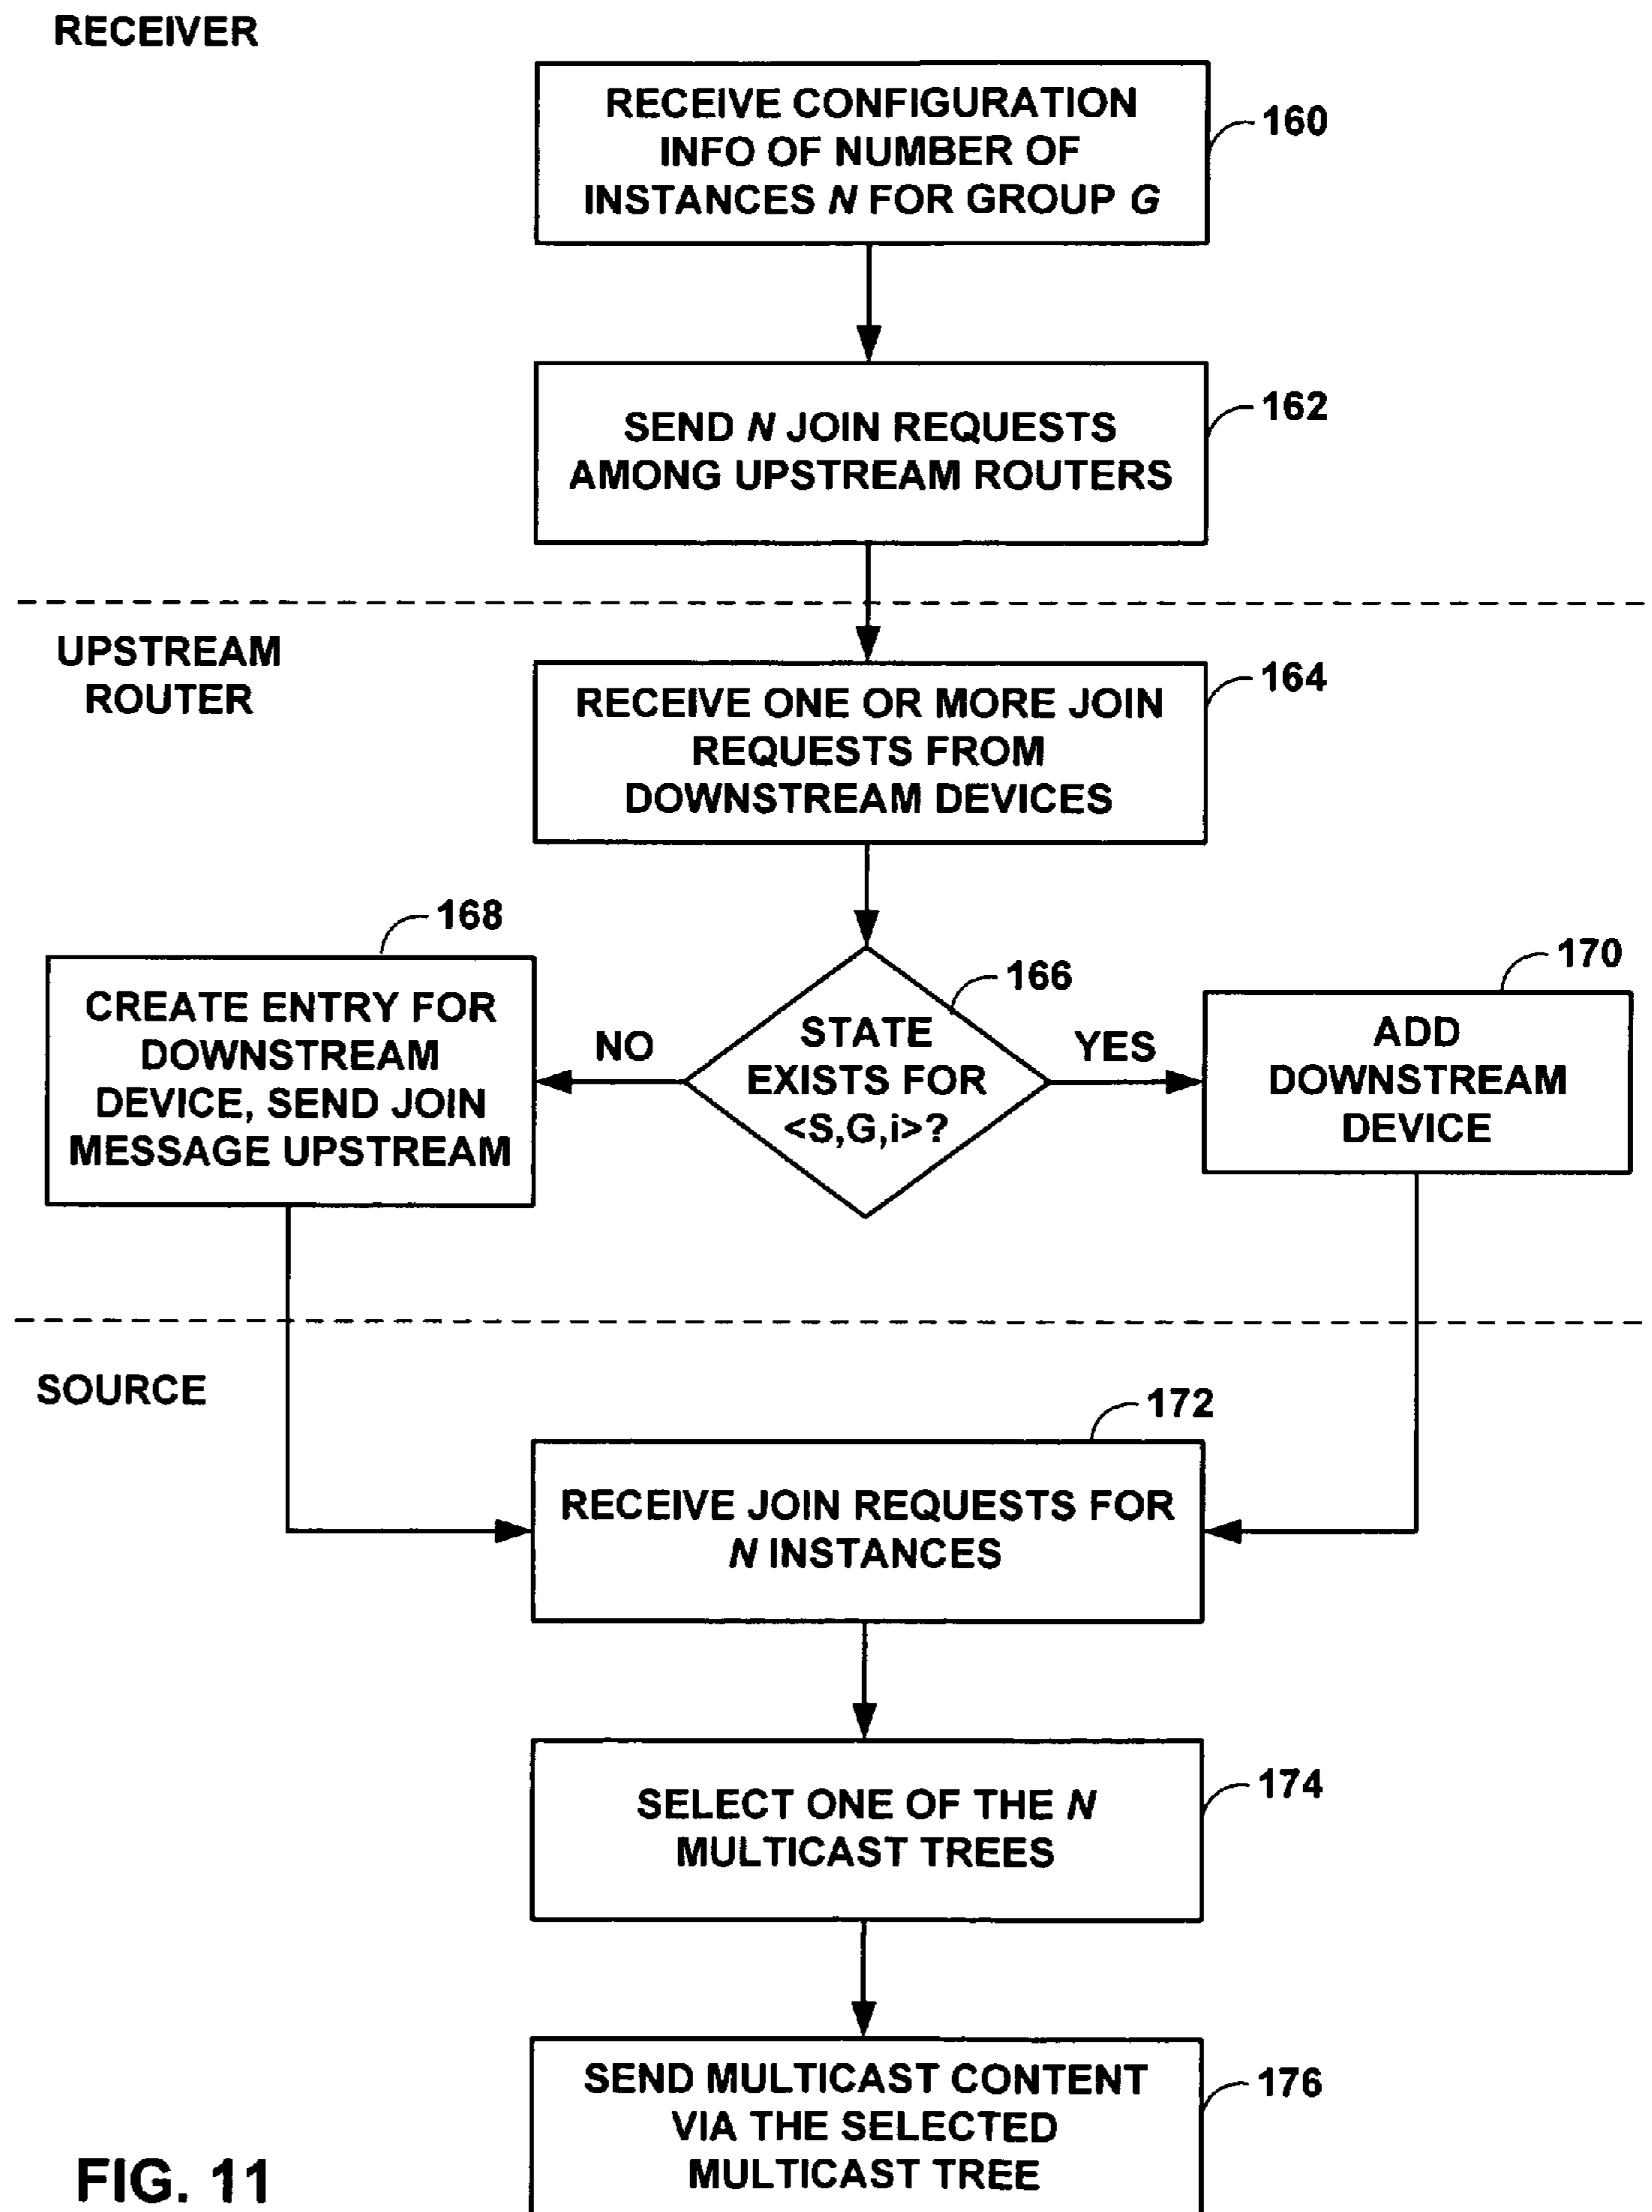 RECEIVER
RECEIVE CONFIGURATION
INFO OF NUMBER OF
INSTANCES N FOR GROUP G
160
SEND N JOIN REQUESTS
AMONG UPSTREAM ROUTERS
162
UPSTREAM
ROUTER
RECEIVE ONE OR MORE JOIN
REQUESTS FROM
DOWNSTREAM DEVICES
164
168
CREATE ENTRY FOR
DOWNSTREAM
DEVICE, SEND JOIN
MESSAGE UPSTREAM
NO
166
STATE
EXISTS FOR
<S,G,i>?
YES
170
ADD
DOWNSTREAM
DEVICE
SOURCE
172
RECEIVE JOIN REQUESTS FOR
N INSTANCES
SELECT ONE OF THE N
MULTICAST TREES
174
SEND MULTICAST CONTENT
VIA THE SELECTED
MULTICAST TREE
176
FIG. 11